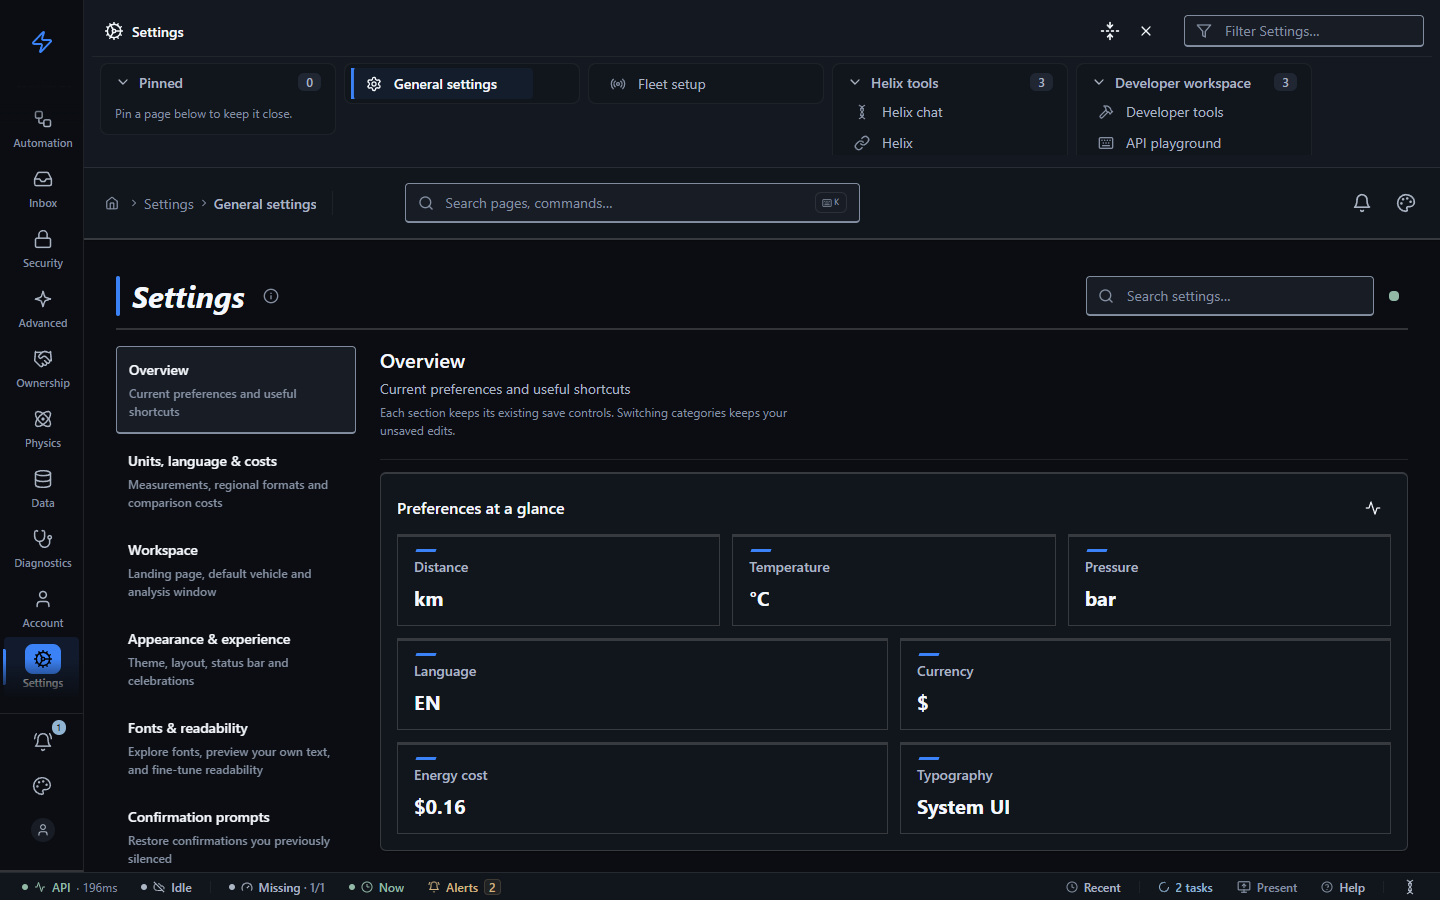 Settings
Filter Settings...
Pinned
0
Pin a page below to keep it close.
General settings
Fleet setup
Helix tools
3
Helix chat
Helix
Developer workspace
3
Developer tools
API playground
Automation
Inbox
Security
Advanced
Ownership
Physics
Data
Diagnostics
Account
Settings
1
Settings
General settings
Search pages, commands...
K
Settings
Search settings...
Overview
Current preferences and useful
shortcuts
Units, language & costs
Measurements, regional formats and
comparison costs
Workspace
Landing page, default vehicle and
analysis window
Appearance & experience
Theme, layout, status bar and
celebrations
Fonts & readability
Explore fonts, preview your own text,
and fine-tune readability
Confirmation prompts
Restore confirmations you previously
silenced
Overview
Current preferences and useful shortcuts
Each section keeps its existing save controls. Switching categories keeps your
unsaved edits.
Preferences at a glance
Distance
km
Temperature
°C
Pressure
bar
Language
EN
Currency
$
Energy cost
$0.16
Typography
System UI
API · 196ms
Idle
Missing · 1/1
Now
Alerts 2
Recent
2 tasks
Present
Help